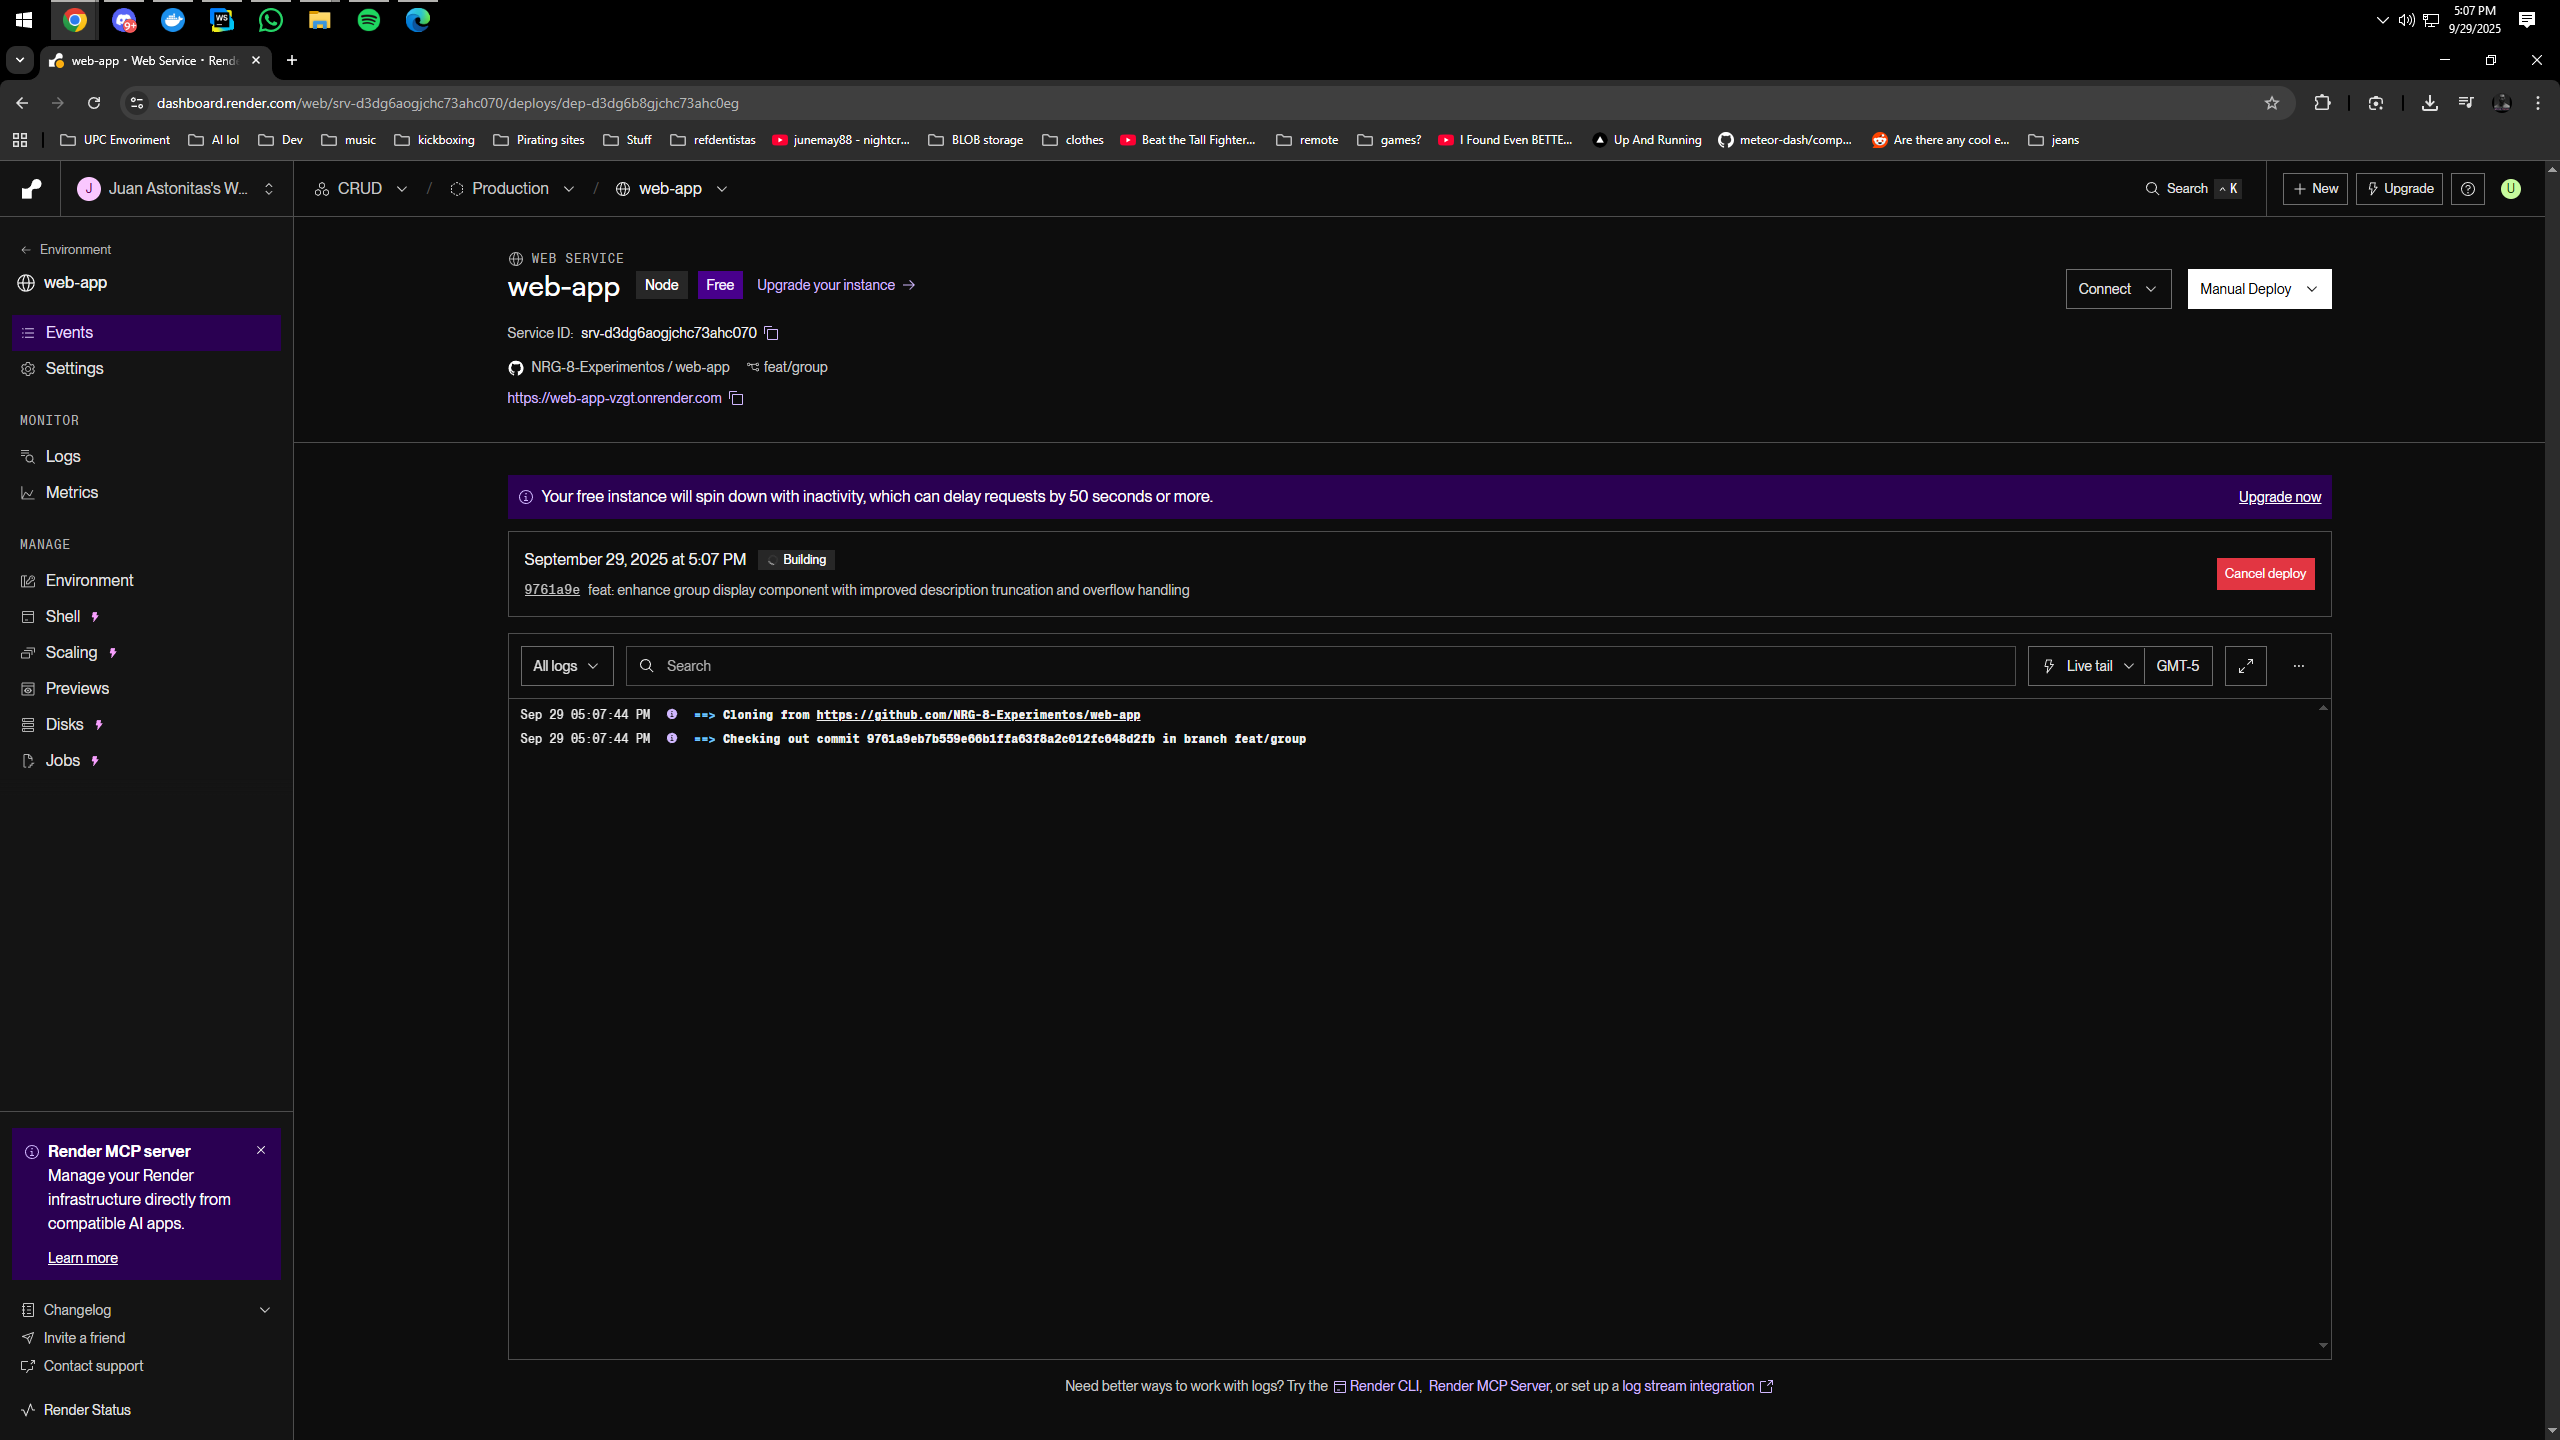 5:07 PM
9/29/2025
9+
WS
web-app · Web Service · Rende
dashboard.render.com/web/srv-d3dg6aogjchc73ahc070/deploys/dep-d3dg6b8gjchc73ahc0eg
UPC Envoriment
AI lol
Dev
music
kickboxing
Pirating sites
Stuff
refdentistas
junemay88 - nightcr...
BLOB storage
clothes
Beat the Tall Fighter...
remote
games?
I Found Even BETTE...
Up And Running
meteor-dash/comp...
Are there any cool e...
jeans
J Juan Astonitas's W...
CRUD / Production / web-app
Search K
+ New
Upgrade
U
Environment
web-app
Events
Settings
MONITOR
Logs
Metrics
MANAGE
Environment
Shell
Scaling
Previews
Disks
Jobs
WEB SERVICE
web-app Node Free Upgrade your instance →
Connect
Manual Deploy
Service ID: srv-d3dg6aogjchc73ahc070
NRG-8-Experimentos / web-app feat/group
https://web-app-vzgt.onrender.com
Your free instance will spin down with inactivity, which can delay requests by 50 seconds or more.
Upgrade now
September 29, 2025 at 5:07 PM Building
9761a9e feat: enhance group display component with improved description truncation and overflow handling
Cancel deploy
All logs
Search
Live tail
GMT-5
Sep 29 05:07:44 PM ==> Cloning from https://github.com/NRG-8-Experimentos/web-app
Sep 29 05:07:44 PM ==> Checking out commit 9761a9eb7b559e66b1ffa63f8a2c012fc648d2fb in branch feat/group
Need better ways to work with logs? Try the Render CLI, Render MCP Server, or set up a log stream integration
Render MCP server
Manage your Render
infrastructure directly from
compatible AI apps.
Learn more
Changelog
Invite a friend
Contact support
Render Status